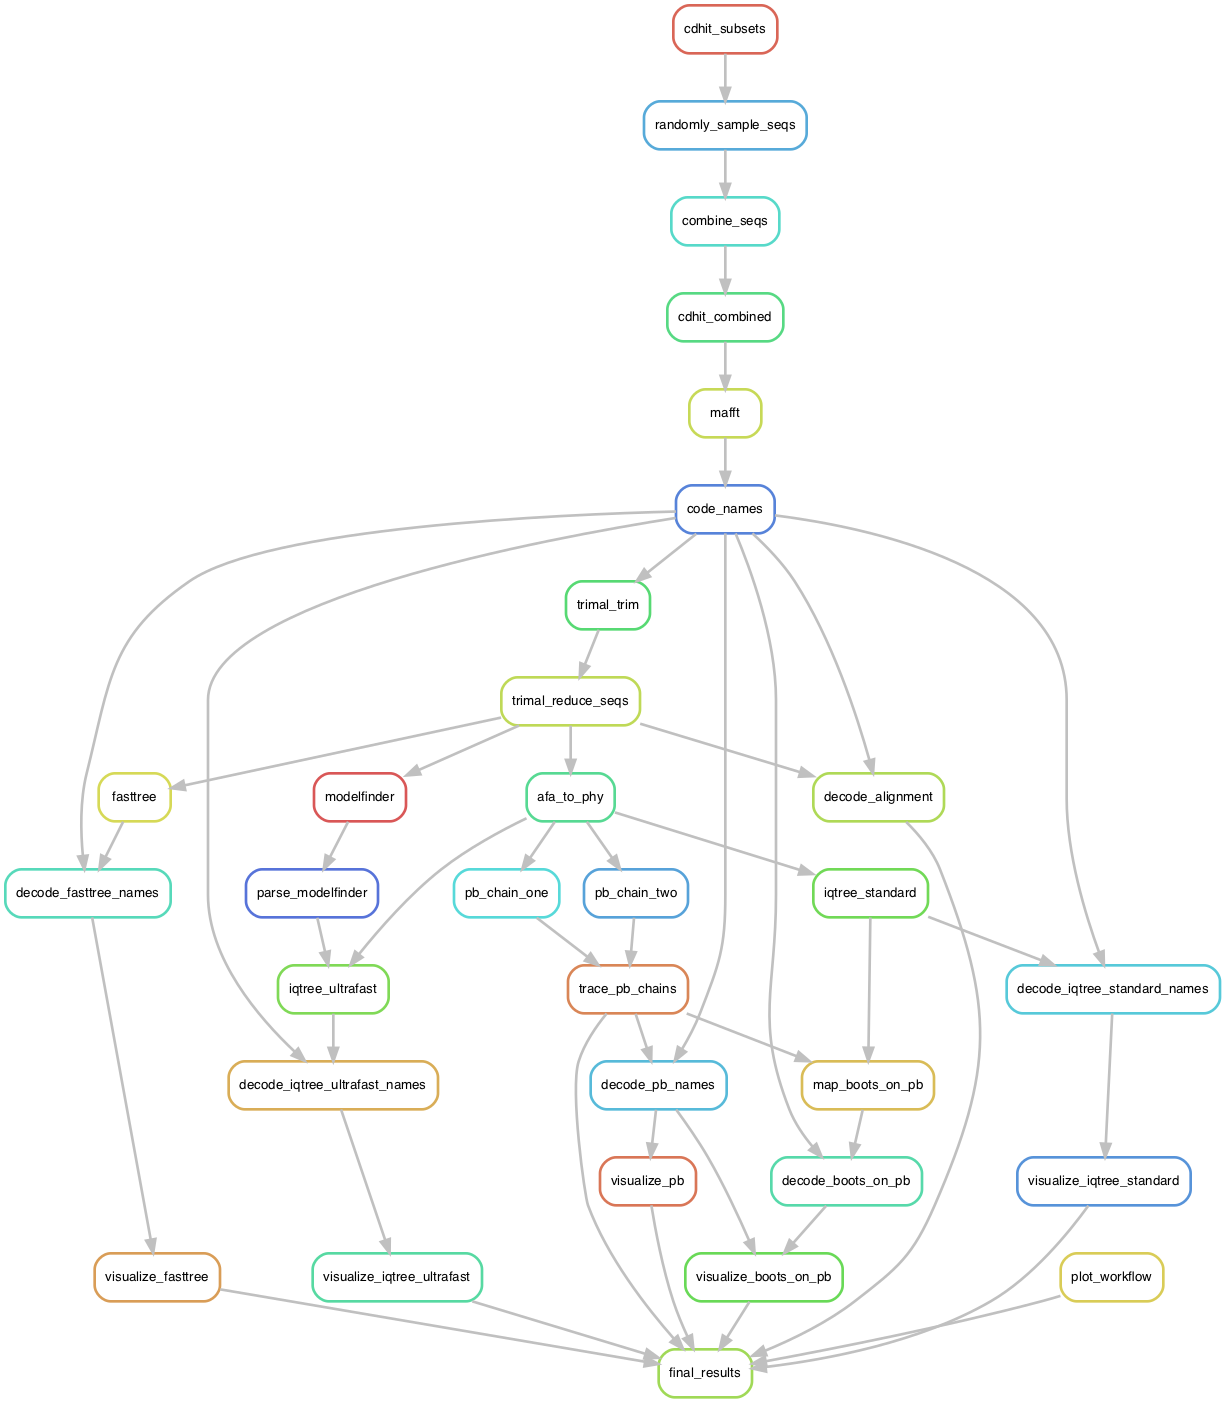 cdhit_subsets
randomly_sample_seqs
combine_seqs
cdhit_combined
mafft
code_names
trimal_trim
trimal_reduce_seqs
fasttree
modelfinder
afa_to_phy
decode_alignment
decode_fasttree_names
parse_modelfinder
pb_chain_one
pb_chain_two
iqtree_standard
iqtree_ultrafast
trace_pb_chains
decode_iqtree_standard_names
decode_iqtree_ultrafast_names
decode_pb_names
map_boots_on_pb
visualize_pb
decode_boots_on_pb
visualize_iqtree_standard
visualize_fasttree
visualize_iqtree_ultrafast
visualize_boots_on_pb
plot_workflow
final_results